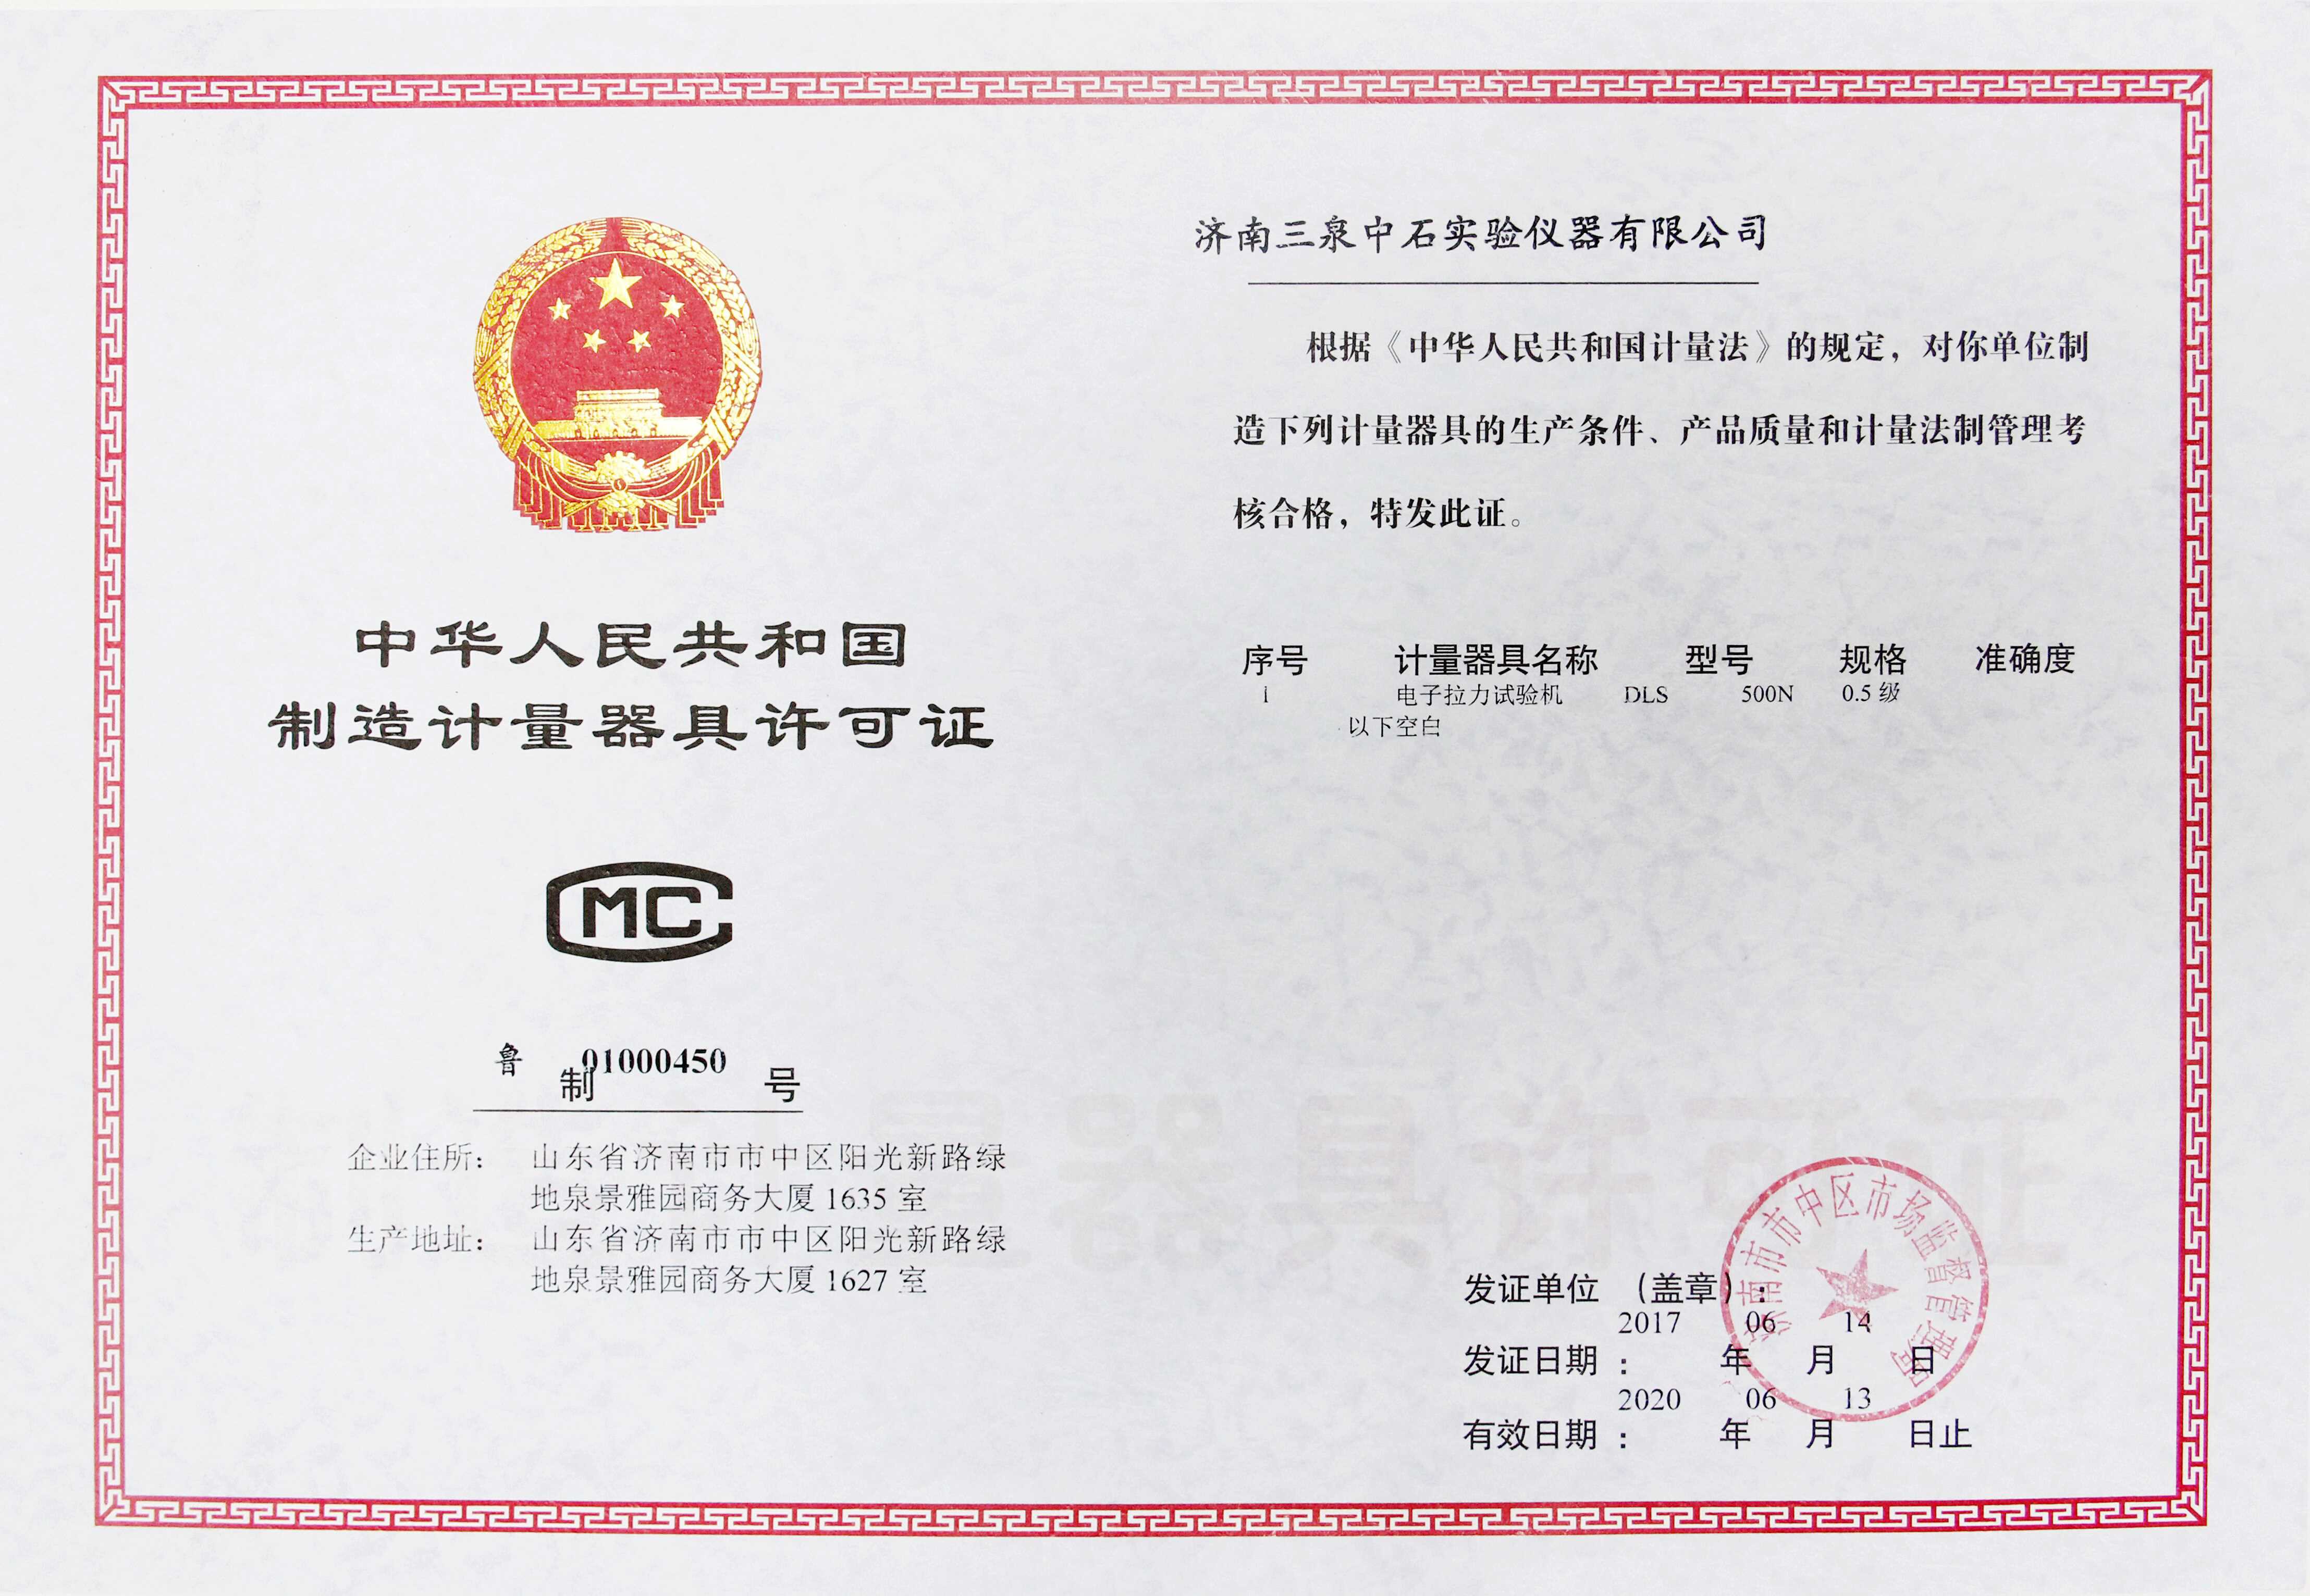 中华人民共和国
制造计量器具许可证
MC
鲁 制 01000450 号
企业住所： 山东省济南市市中区阳光新路绿
地泉景雅园商务大厦 1635 室
生产地址： 山东省济南市市中区阳光新路绿
地泉景雅园商务大厦 1627 室
济南三泉中石实验仪器有限公司
根据《中华人民共和国计量法》的规定，对你单位制
造下列计量器具的生产条件、产品质量和计量法制管理考
核合格，特发此证。
序号 计量器具名称 型号 规格 准确度
1 电子拉力试验机 DLS 500N 0.5 级
以下空白
发证单位 （盖章）：
发证日期： 2017 年 06 月 14 日
有效日期： 2020 年 06 月 13 日止
济南市市中区市场监督管理局